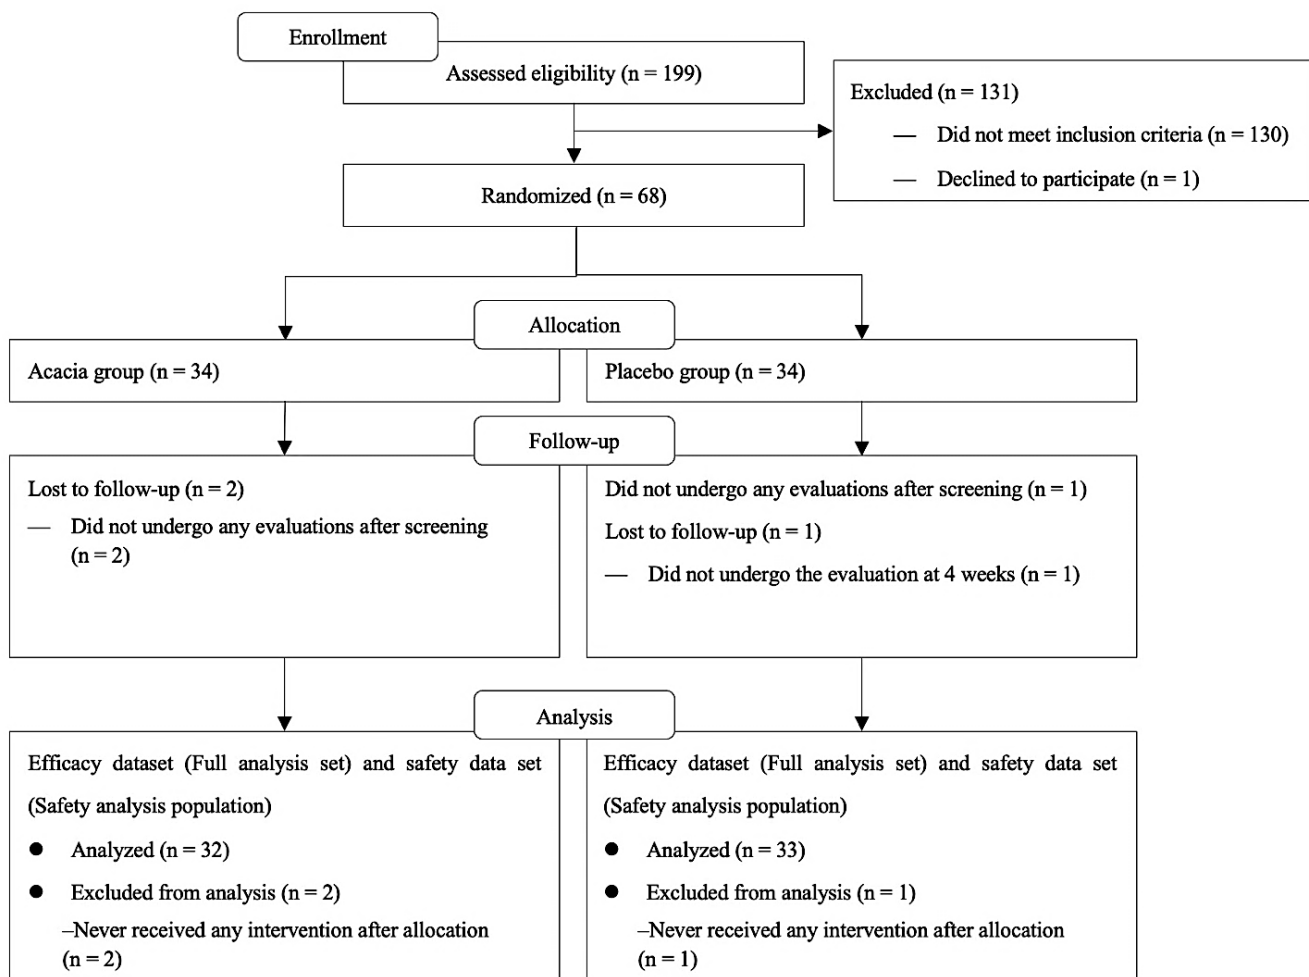 Enrollment
Assessed eligibility (n = 199)
Excluded (n = 131)
— Did not meet inclusion criteria (n = 130)
— Declined to participate (n = 1)
Randomized (n = 68)
Allocation
Acacia group (n = 34)
Placebo group (n = 34)
Follow-up
Lost to follow-up (n = 2)
— Did not undergo any evaluations after screening
(n = 2)
Did not undergo any evaluations after screening (n = 1)
Lost to follow-up (n = 1)
— Did not undergo the evaluation at 4 weeks (n = 1)
Analysis
Efficacy dataset (Full analysis set) and safety data set
(Safety analysis population)
● Analyzed (n = 32)
● Excluded from analysis (n = 2)
–Never received any intervention after allocation
(n = 2)
Efficacy dataset (Full analysis set) and safety data set
(Safety analysis population)
● Analyzed (n = 33)
● Excluded from analysis (n = 1)
–Never received any intervention after allocation
(n = 1)